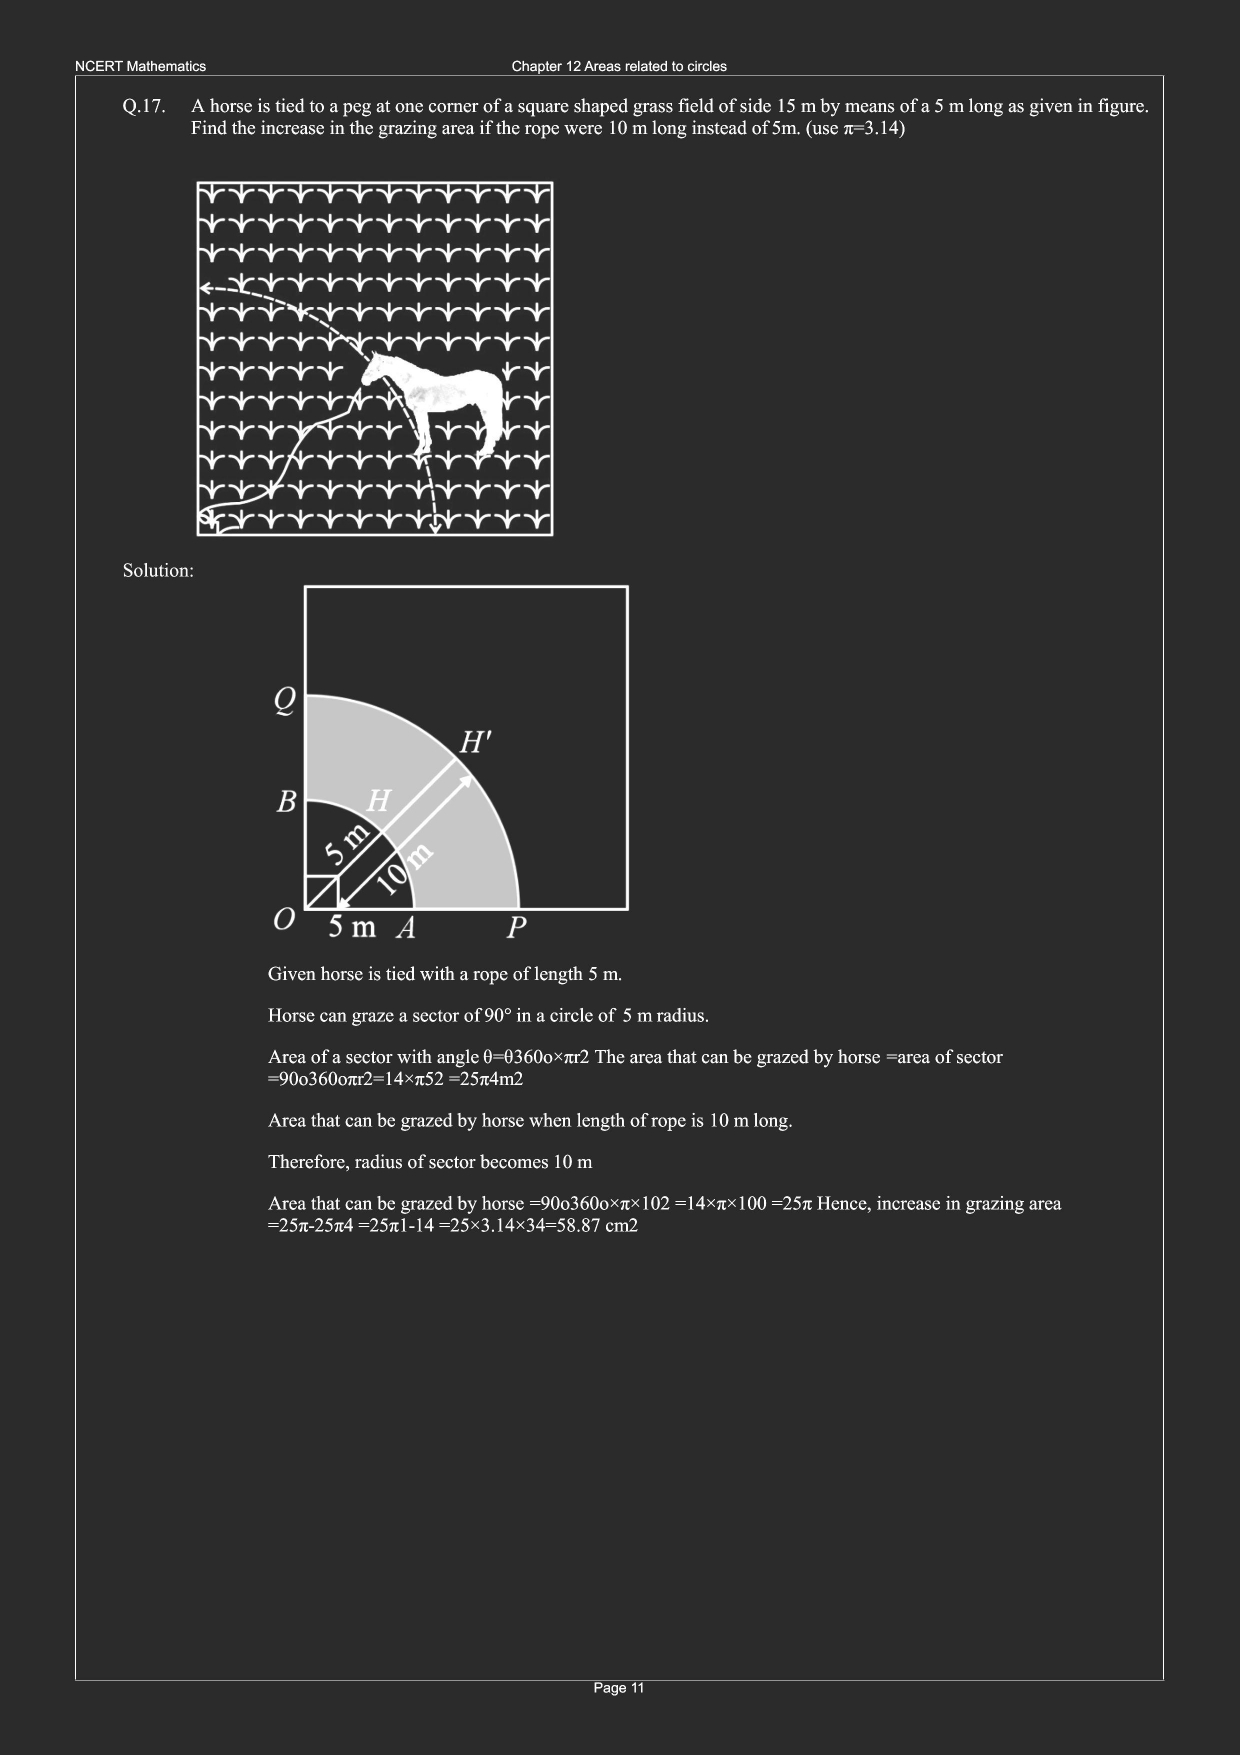 NCERT Mathematics Chapter 12 Areas related to circles
Q.17. A horse is tied to a peg at one corner of a square shaped grass field of side 15 m by means of a 5 m long as given in figure.
Find the increase in the grazing area if the rope were 10 m long instead of 5m. (use π=3.14)
Solution:
Q
H'
B H
5 m
10 m
O 5 m A P
Given horse is tied with a rope of length 5 m.
Horse can graze a sector of 90° in a circle of 5 m radius.
Area of a sector with angle θ=θ360o×πr2 The area that can be grazed by horse =area of sector
=90o360oπr2=14×π52 =25π4m2
Area that can be grazed by horse when length of rope is 10 m long.
Therefore, radius of sector becomes 10 m
Area that can be grazed by horse =90o360o×π×102 =14×π×100 =25π Hence, increase in grazing area
=25π-25π4 =25π1-14 =25×3.14×34=58.87 cm2
Page 11